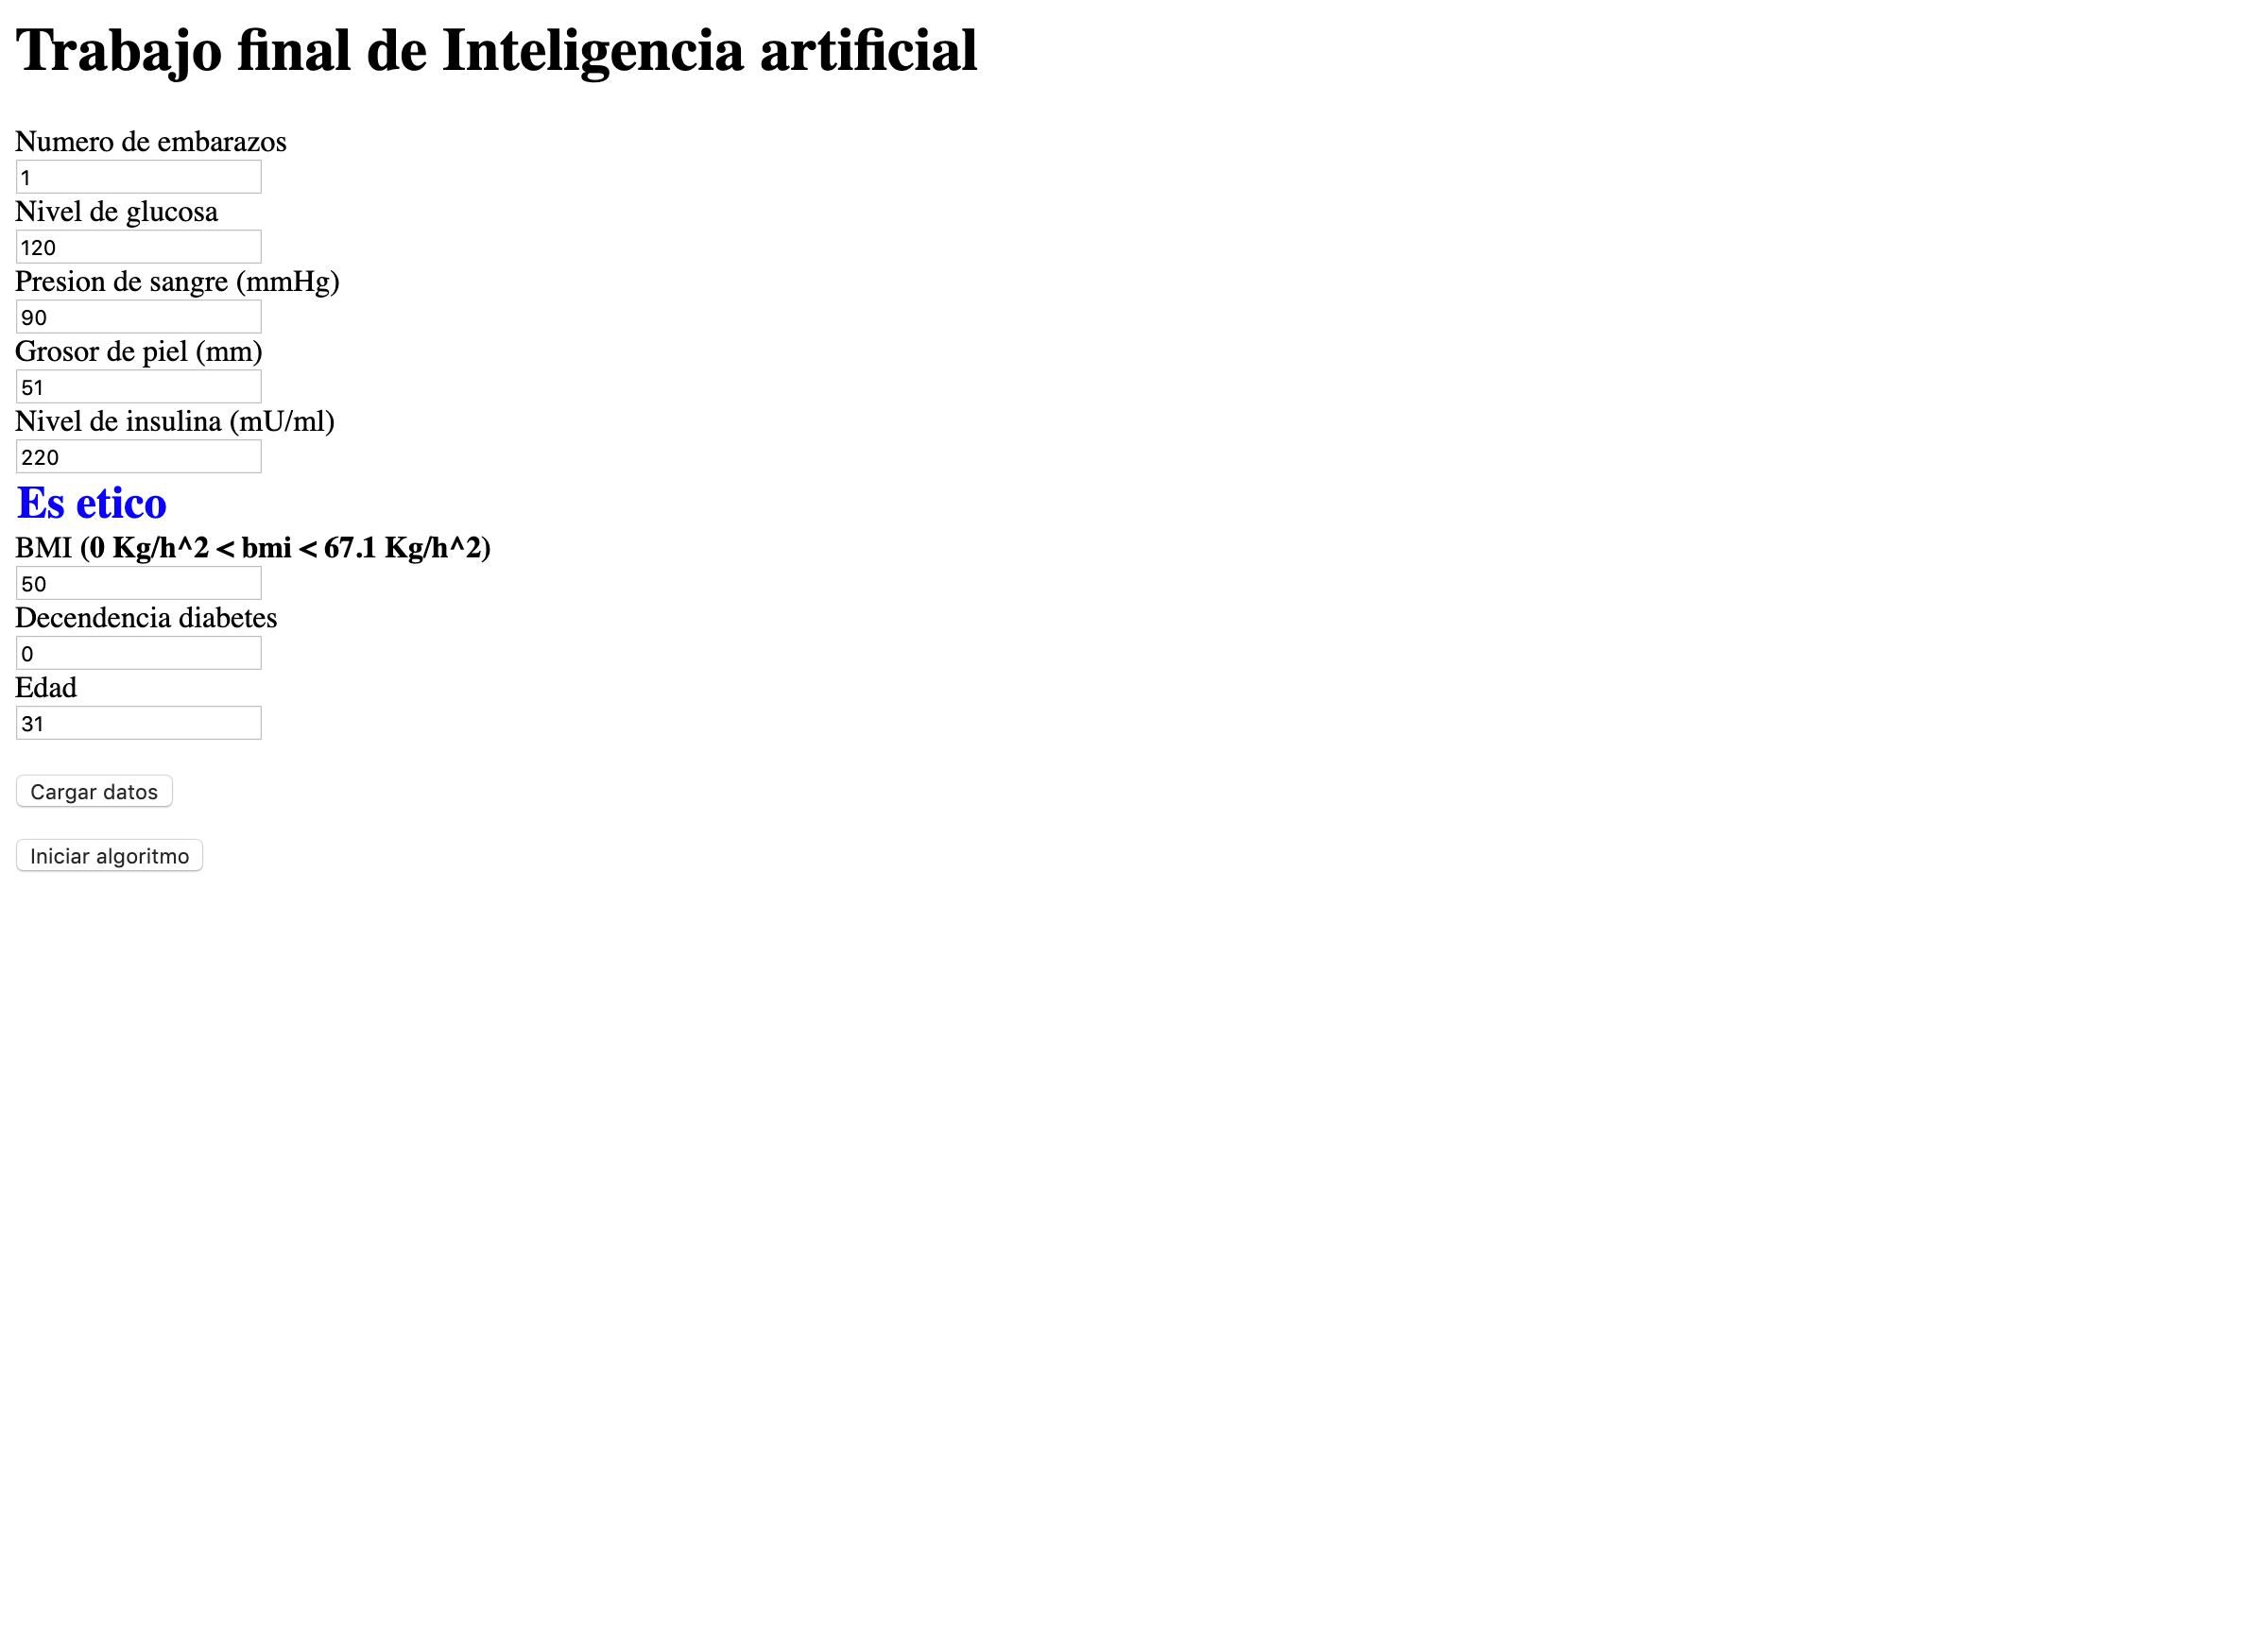 Trabajo final de Inteligencia artificial
Numero de embarazos
1
Nivel de glucosa
120
Presion de sangre (mmHg)
90
Grosor de piel (mm)
51
Nivel de insulina (mU/ml)
220
Es etico
BMI (0 Kg/h^2 < bmi < 67.1 Kg/h^2)
50
Decendencia diabetes
0
Edad
31
Cargar datos
Iniciar algoritmo